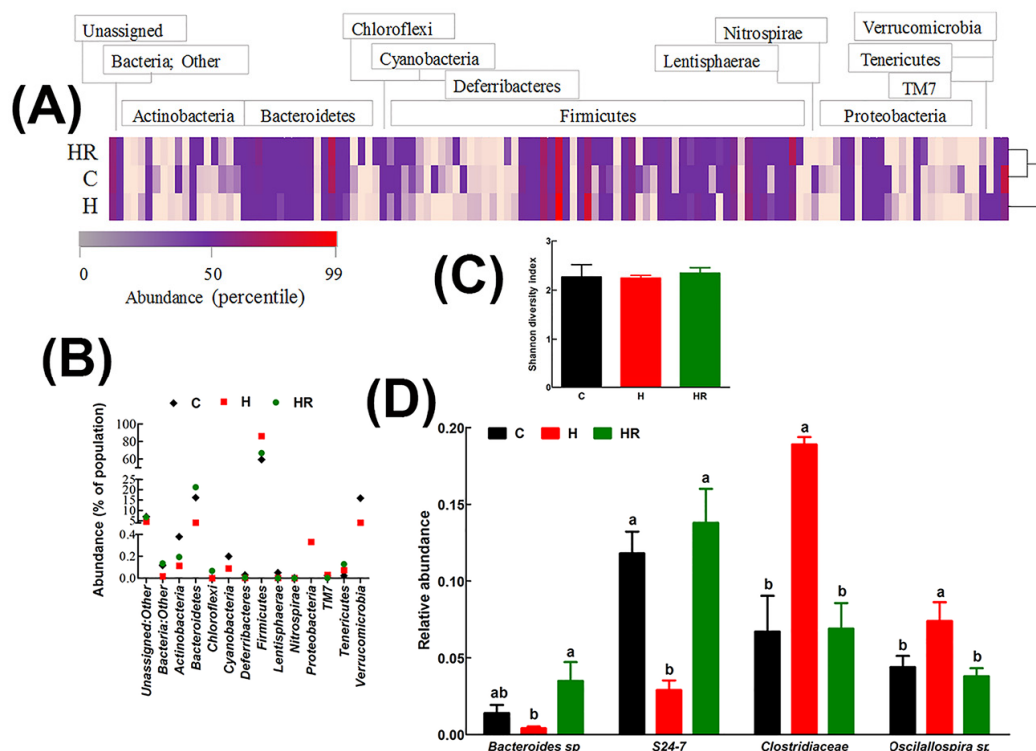 Unassigned
Bacteria; Other
Chloroflexi
Cyanobacteria
Deferribacteres
Nitrospirae
Lentisphaerae
Verrucomicrobia
Tenericutes
TM7
(A)
Actinobacteria
Bacteroidetes
Firmicutes
Proteobacteria
HR
C
H
0
50
99
Abundance (percentile)
(C)
Shannon diversity index
3
2
1
0
C
H
HR
(B)
C
H
HR
Abundance (% of population)
100
80
60
25
20
15
10
5
0.4
0.2
0.0
Unassigned:Other
Bacteria:Other
Actinobacteria
Bacteroidetes
Chloroflexi
Cyanobacteria
Deferribacteres
Firmicutes
Lentisphaerae
Nitrospirae
Proteobacteria
TM7
Tenericutes
Verrucomicrobia
(D)
C
H
HR
Relative abundance
0.20
0.15
0.10
0.05
0.00
ab
b
a
a
b
a
b
a
b
b
a
b
Bacteroides sp
S24-7
Clostridiaceae
Oscilallospira sp.